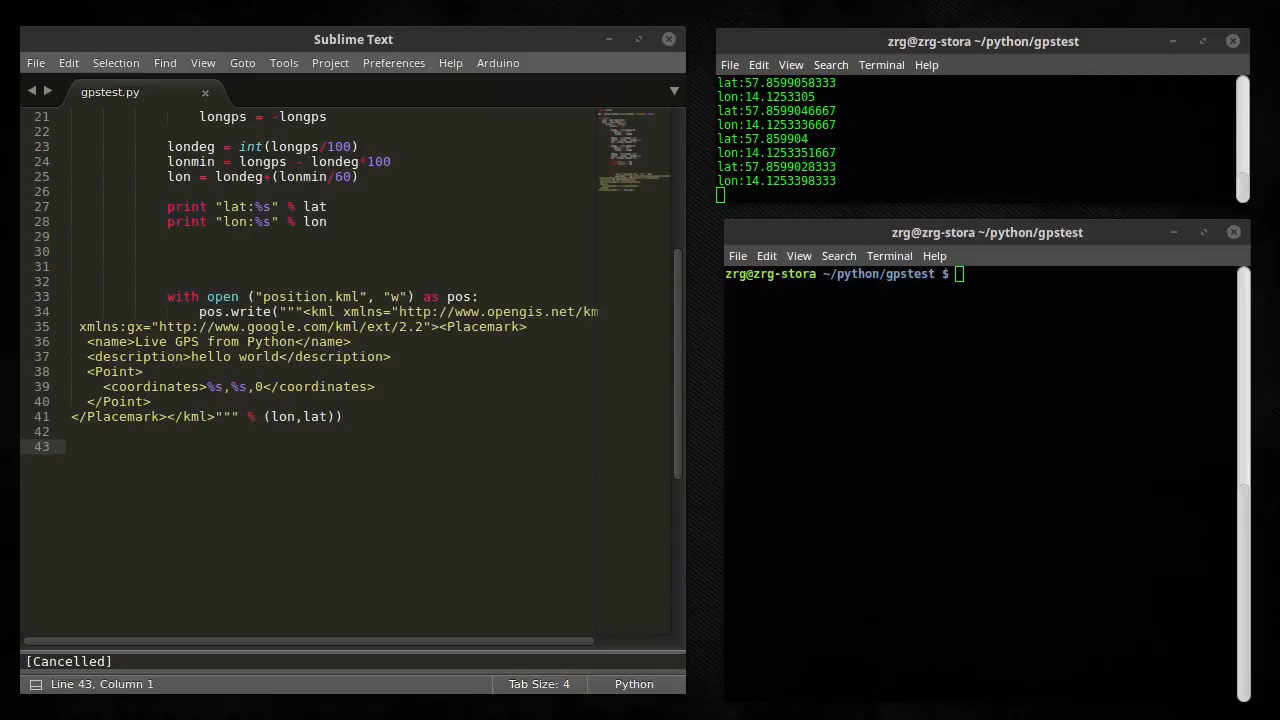 Sublime Text
File Edit Selection Find View Goto Tools Project Preferences Help Arduino
gpstest.py
21 longps = -longps
22
23 londeg = int(longps/100)
24 lonmin = longps - londeg*100
25 lon = londeg+(lonmin/60)
26
27 print "lat:%s" % lat
28 print "lon:%s" % lon
29
30
31
32
33 with open ("position.kml", "w") as pos:
34 pos.write("""<kml xmlns="http://www.opengis.net/km
35 xmlns:gx="http://www.google.com/kml/ext/2.2"><Placemark>
36 <name>Live GPS from Python</name>
37 <description>hello world</description>
38 <Point>
39 <coordinates>%s,%s,0</coordinates>
40 </Point>
41 </Placemark></kml>""" % (lon,lat))
42
43
[Cancelled]
Line 43, Column 1 Tab Size: 4 Python
zrg@zrg-stora ~/python/gpstest
File Edit View Search Terminal Help
lat:57.8599058333
lon:14.1253305
lat:57.8599046667
lon:14.1253336667
lat:57.859904
lon:14.1253351667
lat:57.8599028333
lon:14.1253398333
zrg@zrg-stora ~/python/gpstest
File Edit View Search Terminal Help
zrg@zrg-stora ~/python/gpstest $